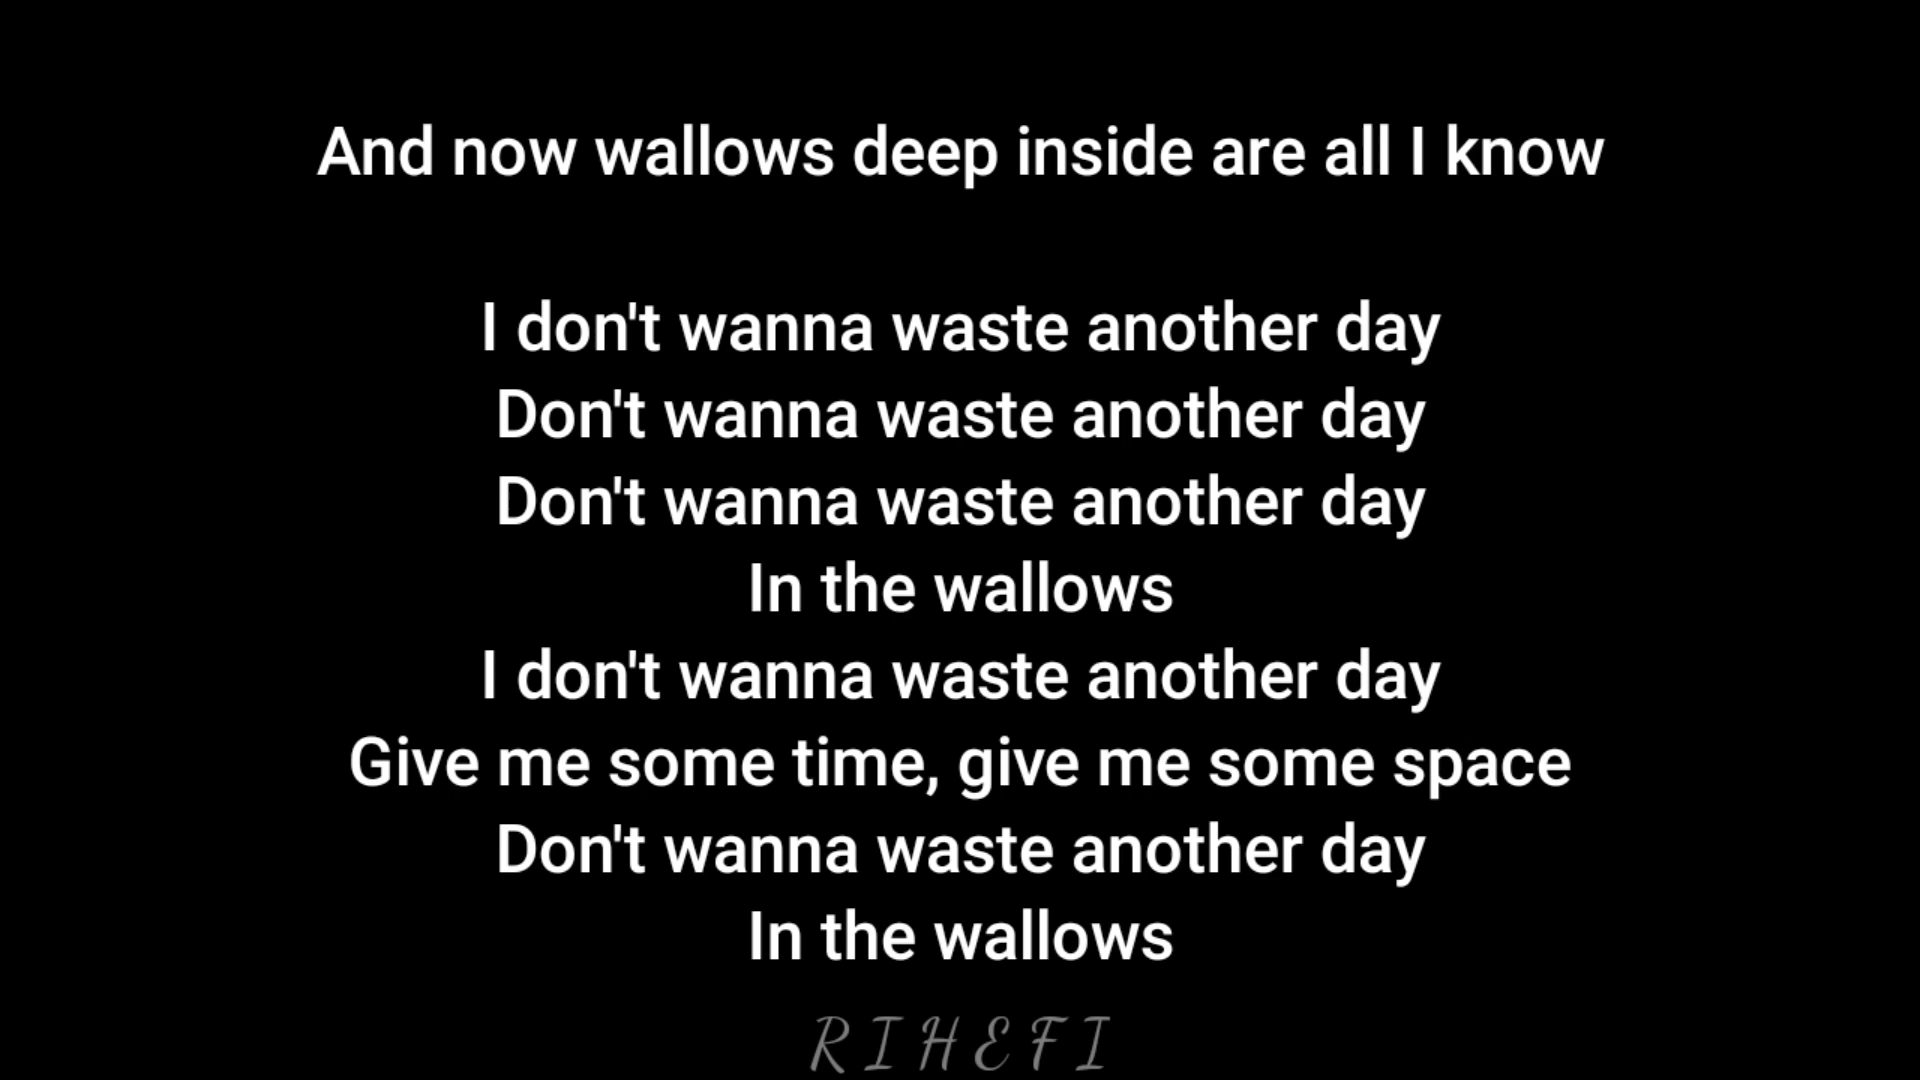 And now wallows deep inside are all I know
I don't wanna waste another day
Don't wanna waste another day
Don't wanna waste another day
In the wallows
I don't wanna waste another day
Give me some time, give me some space
Don't wanna waste another day
In the wallows
RIHEFI